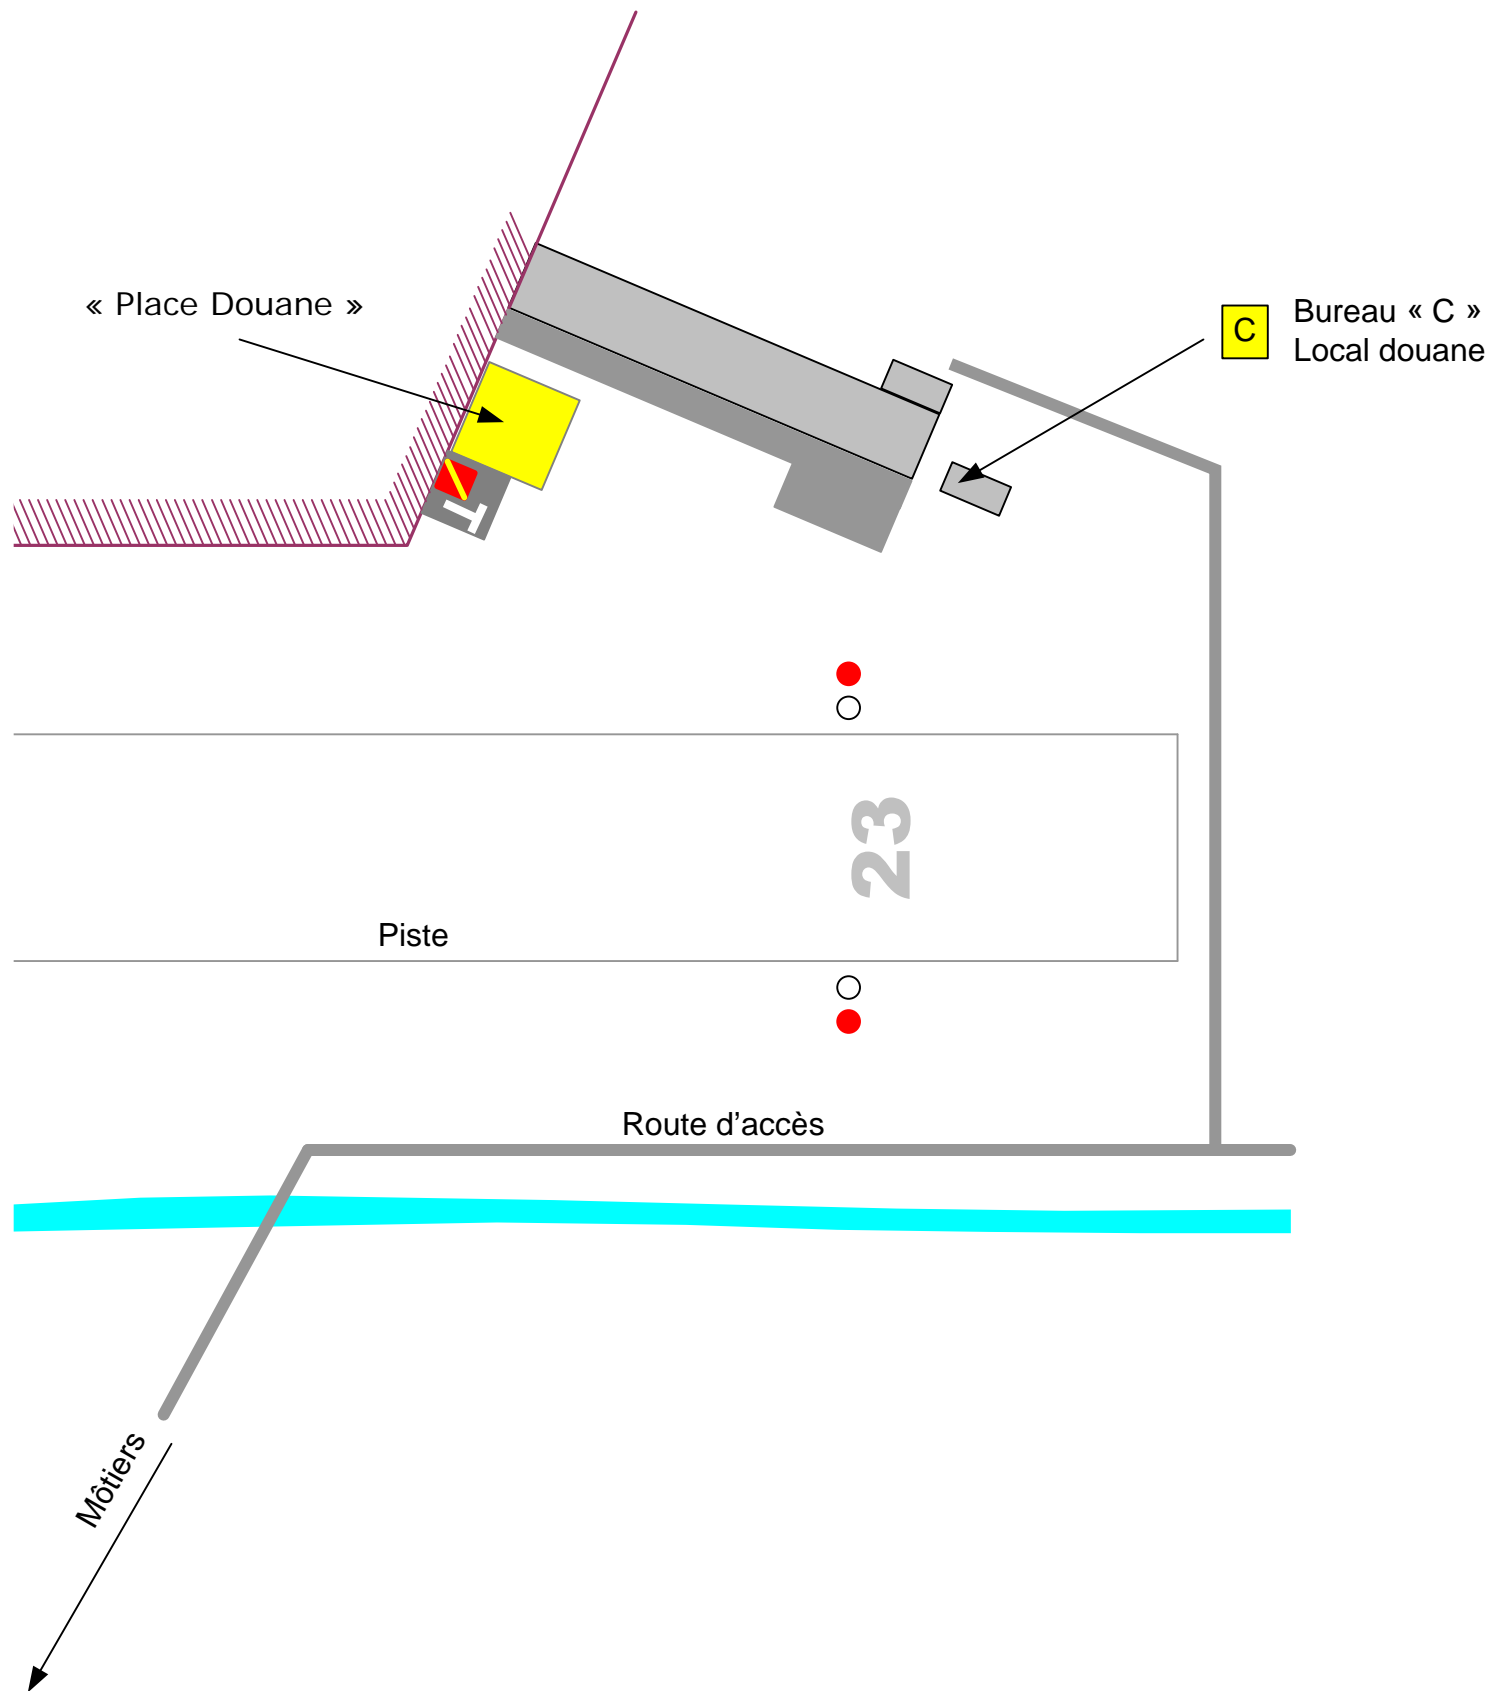 « Place Douane »
C
Bureau « C »
Local douane
T
23
Piste
Route d'accès
Môtiers